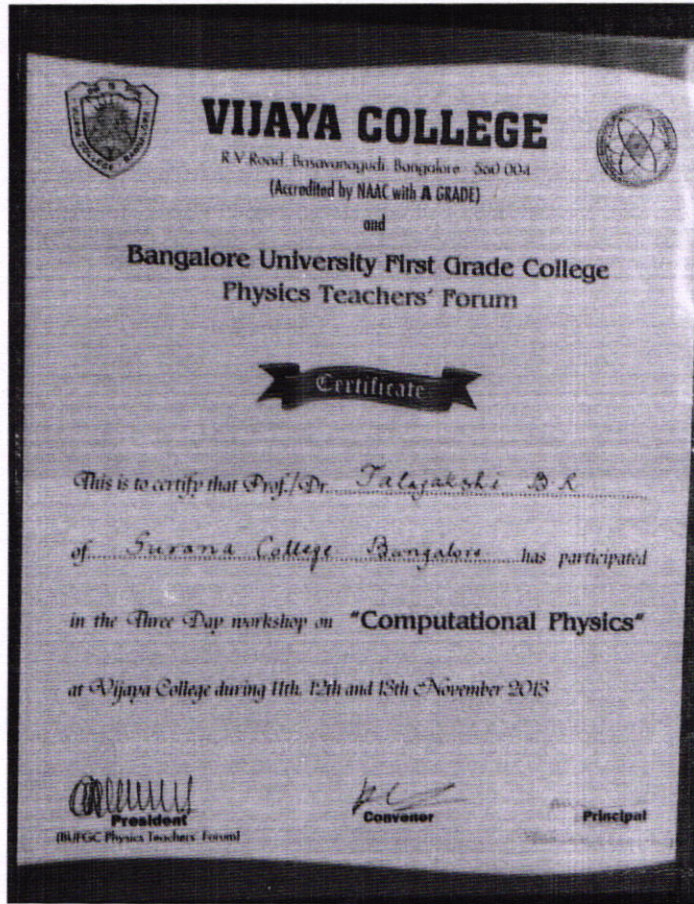 VIJAYA COLLEGE
R.V Road, Basavanagudi, Bangalore - 560 004
(Accredited by NAAC with A GRADE)
and
Bangalore University First Grade College
Physics Teachers' Forum
Certificate
This is to certify that Prof./Dr. Jalajakshi B R
of Surana College Bangalore has participated
in the Three Day workshop on "Computational Physics"
at Vijaya College during 11th, 12th and 13th November 2013
President
Convenor
Principal
(BUFGC Physics Teachers' Forum)